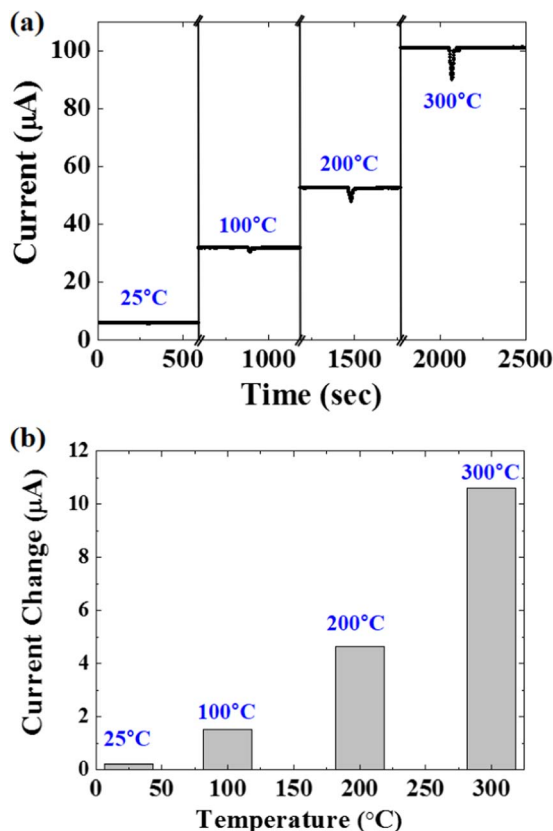 (a)
Current (μA)
100
80
60
40
20
0
25°C
100°C
200°C
300°C
0
500
1000
1500
2000
2500
Time (sec)
(b)
Current Change (μA)
12
10
8
6
4
2
0
25°C
100°C
200°C
300°C
0
50
100
150
200
250
300
Temperature (°C)